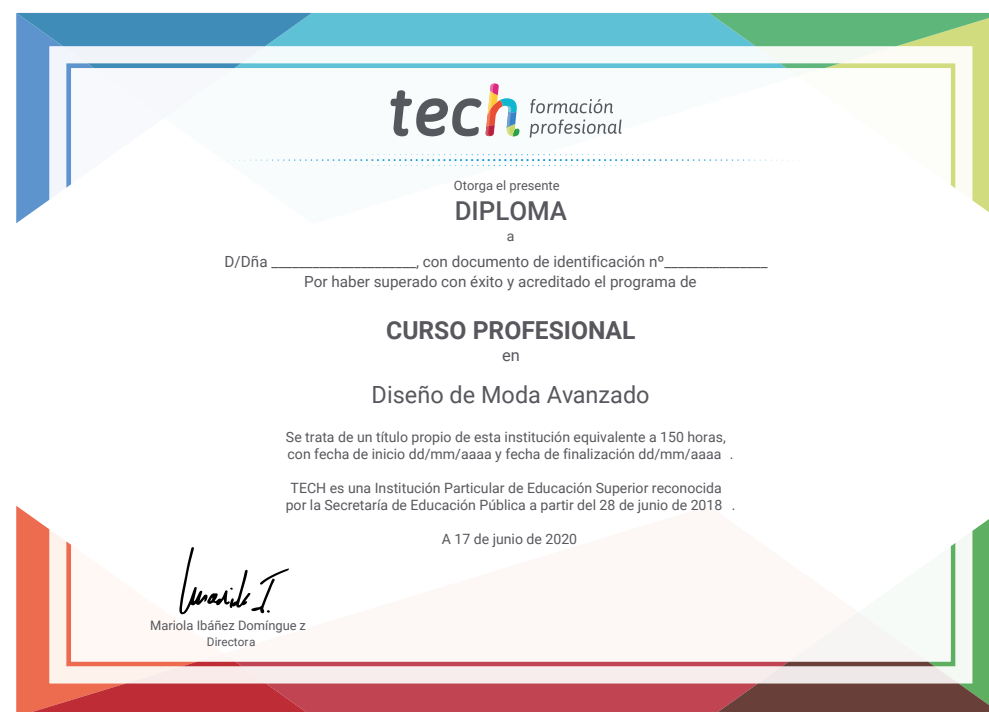 tech formación
profesional
Otorga el presente
DIPLOMA
a
D/Dña _____________________, con documento de identificación nº_______________
Por haber superado con éxito y acreditado el programa de
CURSO PROFESIONAL
en
Diseño de Moda Avanzado
Se trata de un título propio de esta institución equivalente a 150 horas,
con fecha de inicio dd/mm/aaaa y fecha de finalización dd/mm/aaaa .
TECH es una Institución Particular de Educación Superior reconocida
por la Secretaría de Educación Pública a partir del 28 de junio de 2018 .
A 17 de junio de 2020
Mariola Ibáñez Domíngue z
Directora